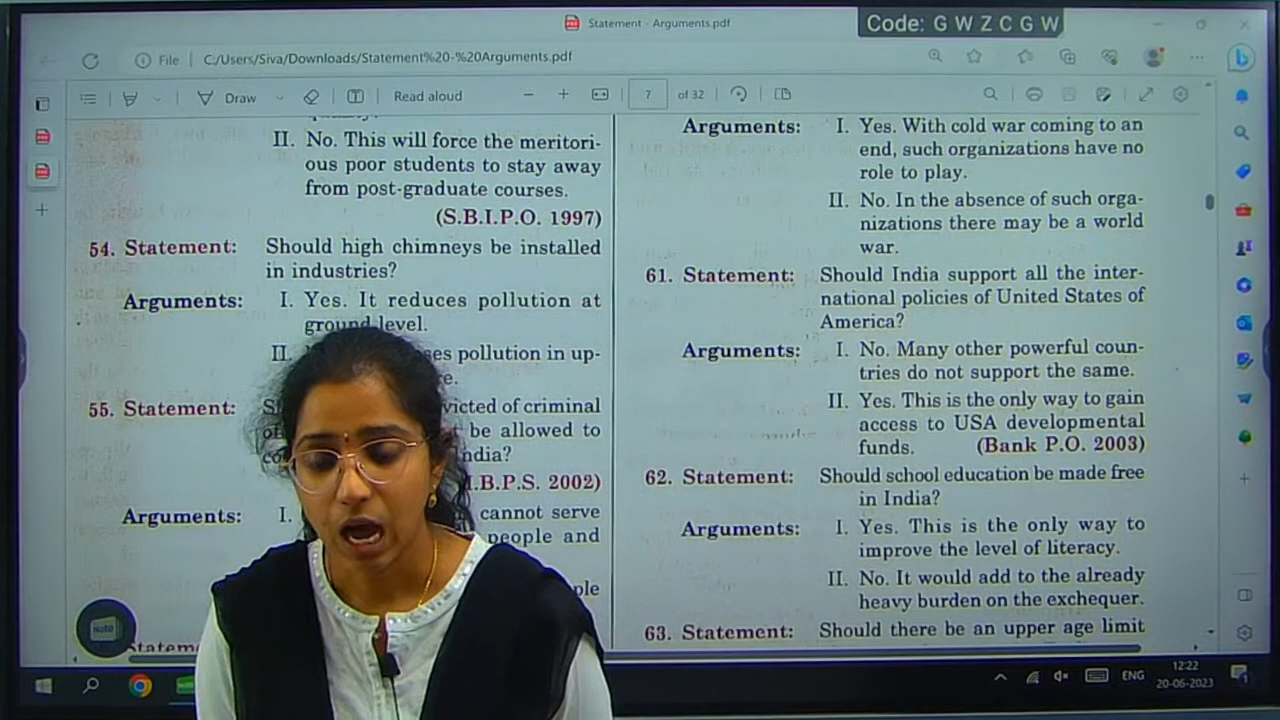 Statement - Arguments.pdf
Code: G W Z C G W
File
C:/Users/Siva/Downloads/Statement%20-%20Arguments.pdf
Draw
Read aloud
7
of 32
II. No. This will force the meritori-
ous poor students to stay away
from post-graduate courses.
(S.B.I.P.O. 1997)
54. Statement: Should high chimneys be installed
in industries?
Arguments: I. Yes. It reduces pollution at
ground level.
II. pollution in up-
55. Statement: of criminal
be allowed to
I.B.P.S. 2002)
Arguments: I. cannot serve
people and
Arguments: I. Yes. With cold war coming to an
end, such organizations have no
role to play.
II. No. In the absence of such orga-
nizations there may be a world
war.
61. Statement: Should India support all the inter-
national policies of United States of
America?
Arguments: I. No. Many other powerful coun-
tries do not support the same.
II. Yes. This is the only way to gain
access to USA developmental
funds. (Bank P.O. 2003)
62. Statement: Should school education be made free
in India?
Arguments: I. Yes. This is the only way to
improve the level of literacy.
II. No. It would add to the already
heavy burden on the exchequer.
63. Statement: Should there be an upper age limit
Note
ENG
12:22
20-06-2023